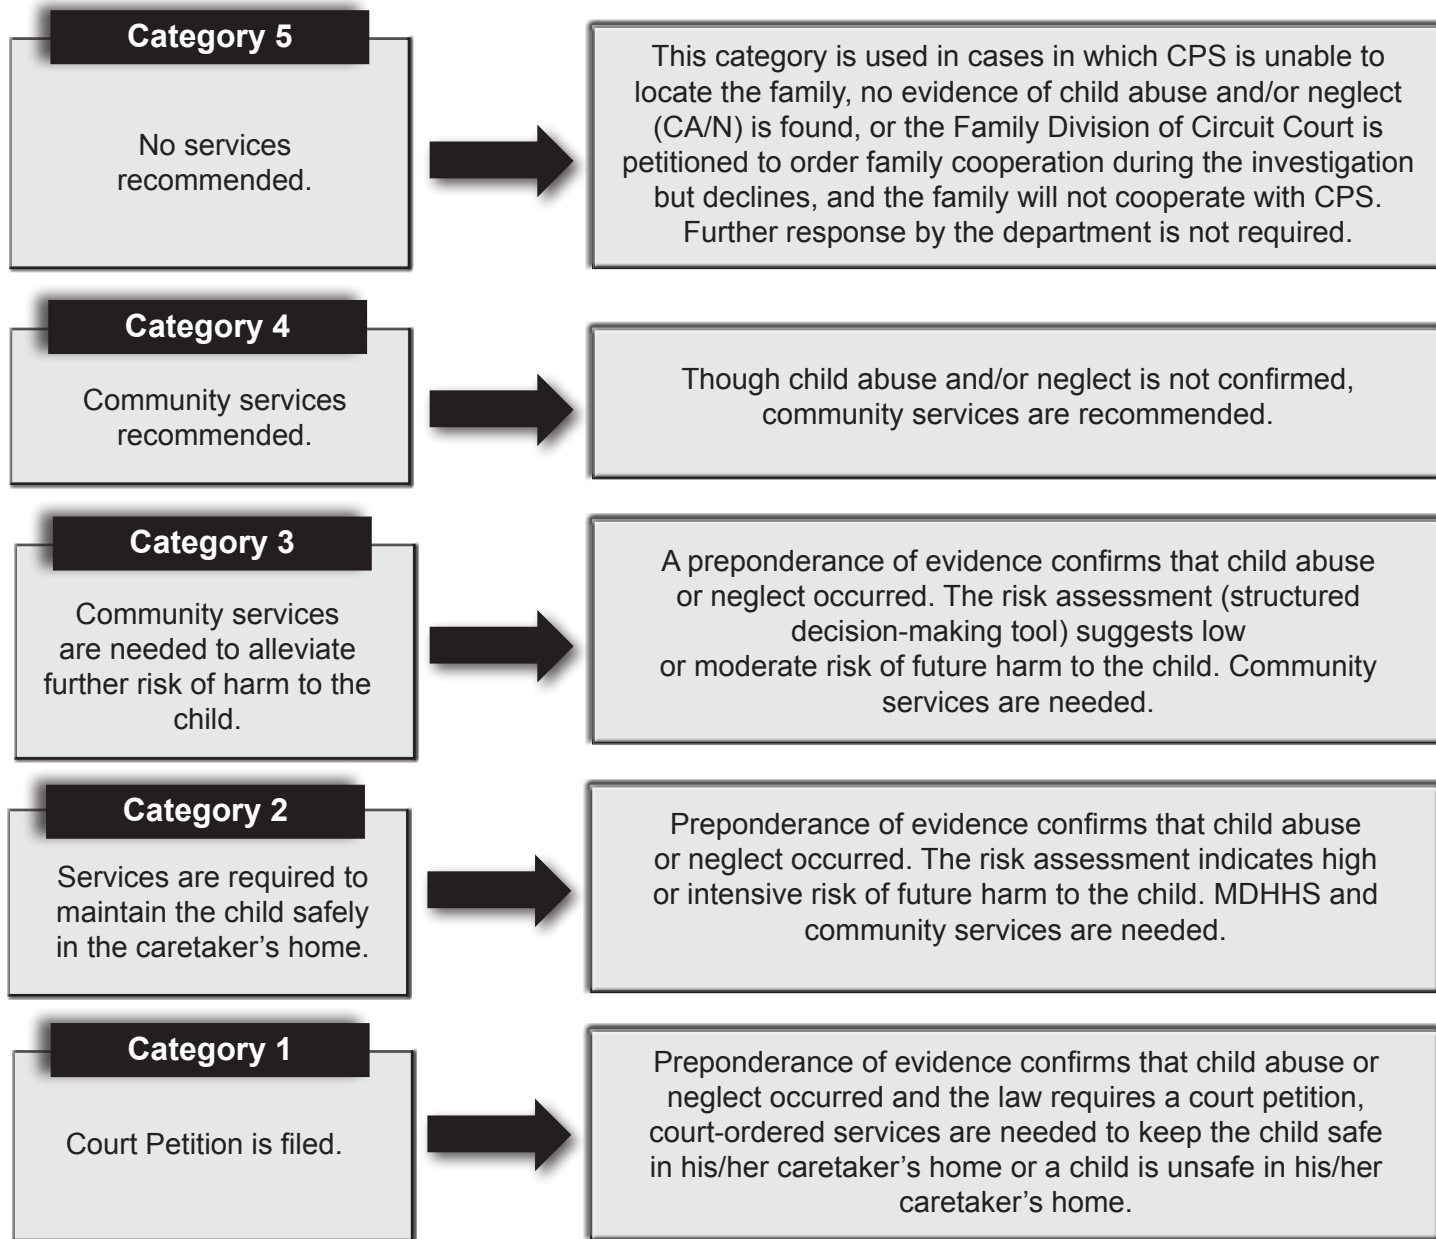 Category 5
No services
recommended.
This category is used in cases in which CPS is unable to
locate the family, no evidence of child abuse and/or neglect
(CA/N) is found, or the Family Division of Circuit Court is
petitioned to order family cooperation during the investigation
but declines, and the family will not cooperate with CPS.
Further response by the department is not required.
Category 4
Community services
recommended.
Though child abuse and/or neglect is not confirmed,
community services are recommended.
Category 3
Community services
are needed to alleviate
further risk of harm to the
child.
A preponderance of evidence confirms that child abuse
or neglect occurred. The risk assessment (structured
decision-making tool) suggests low
or moderate risk of future harm to the child. Community
services are needed.
Category 2
Services are required to
maintain the child safely
in the caretaker’s home.
Preponderance of evidence confirms that child abuse
or neglect occurred. The risk assessment indicates high
or intensive risk of future harm to the child. MDHHS and
community services are needed.
Category 1
Court Petition is filed.
Preponderance of evidence confirms that child abuse or
neglect occurred and the law requires a court petition,
court-ordered services are needed to keep the child safe
in his/her caretaker’s home or a child is unsafe in his/her
caretaker’s home.